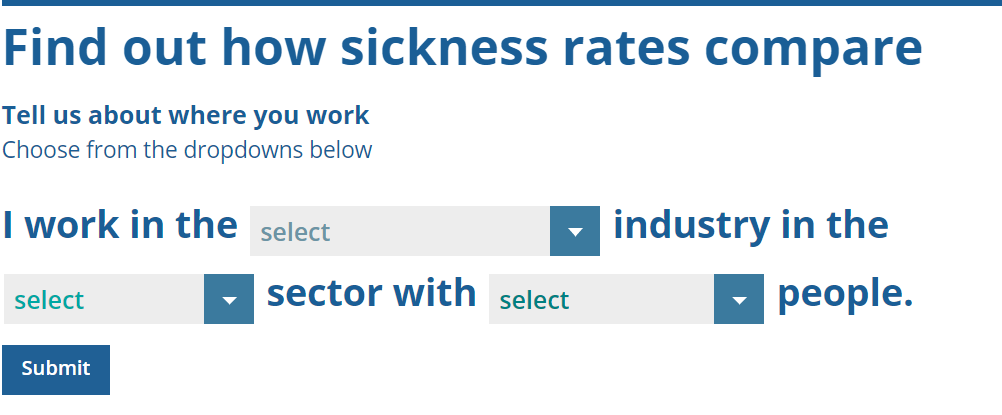 Find out how sickness rates compare
Tell us about where you work
Choose from the dropdowns below
I work in the select industry in the
select sector with select people.
Submit